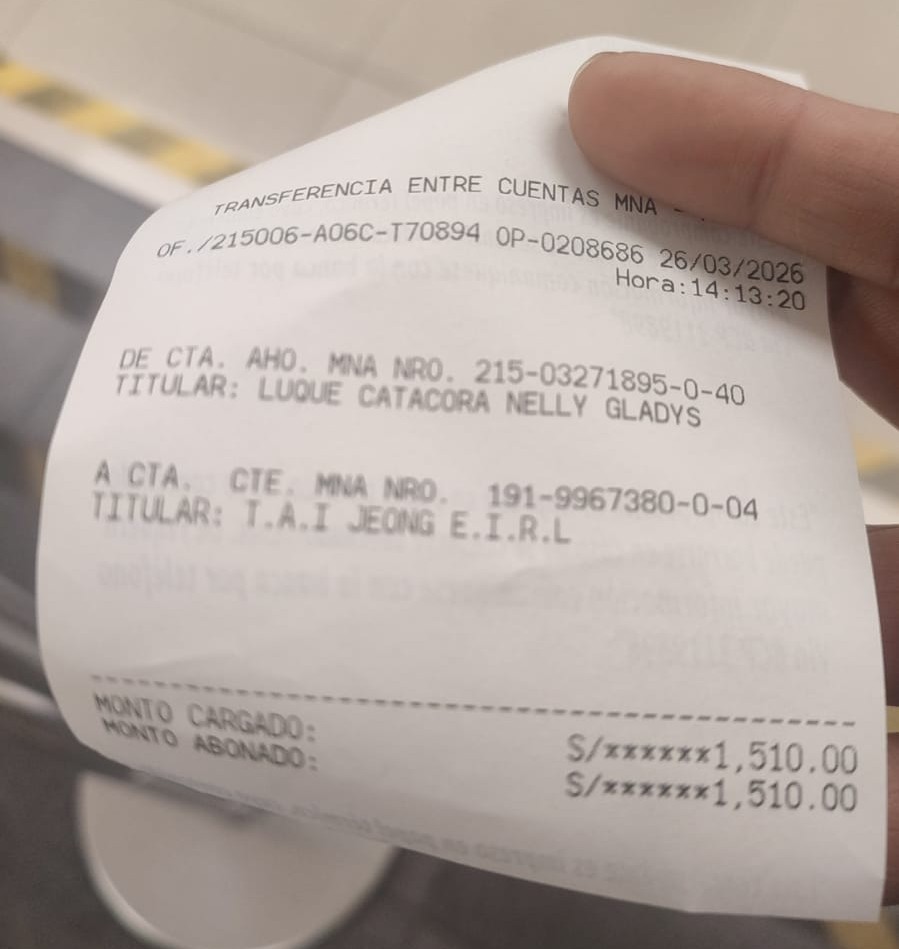 TRANSFERENCIA ENTRE CUENTAS MNA -
OF./215006-A06C-T70894 OP-0208686 26/03/2026
Hora:14:13:20
DE CTA. AHO. MNA NRO. 215-03271895-0-40
TITULAR: LUQUE CATACORA NELLY GLADYS
A CTA. CTE. MNA NRO. 191-9967380-0-04
TITULAR: T.A.I JEONG E.I.R.L
MONTO CARGADO: S/xxxxxx1,510.00
MONTO ABONADO: S/xxxxxx1,510.00